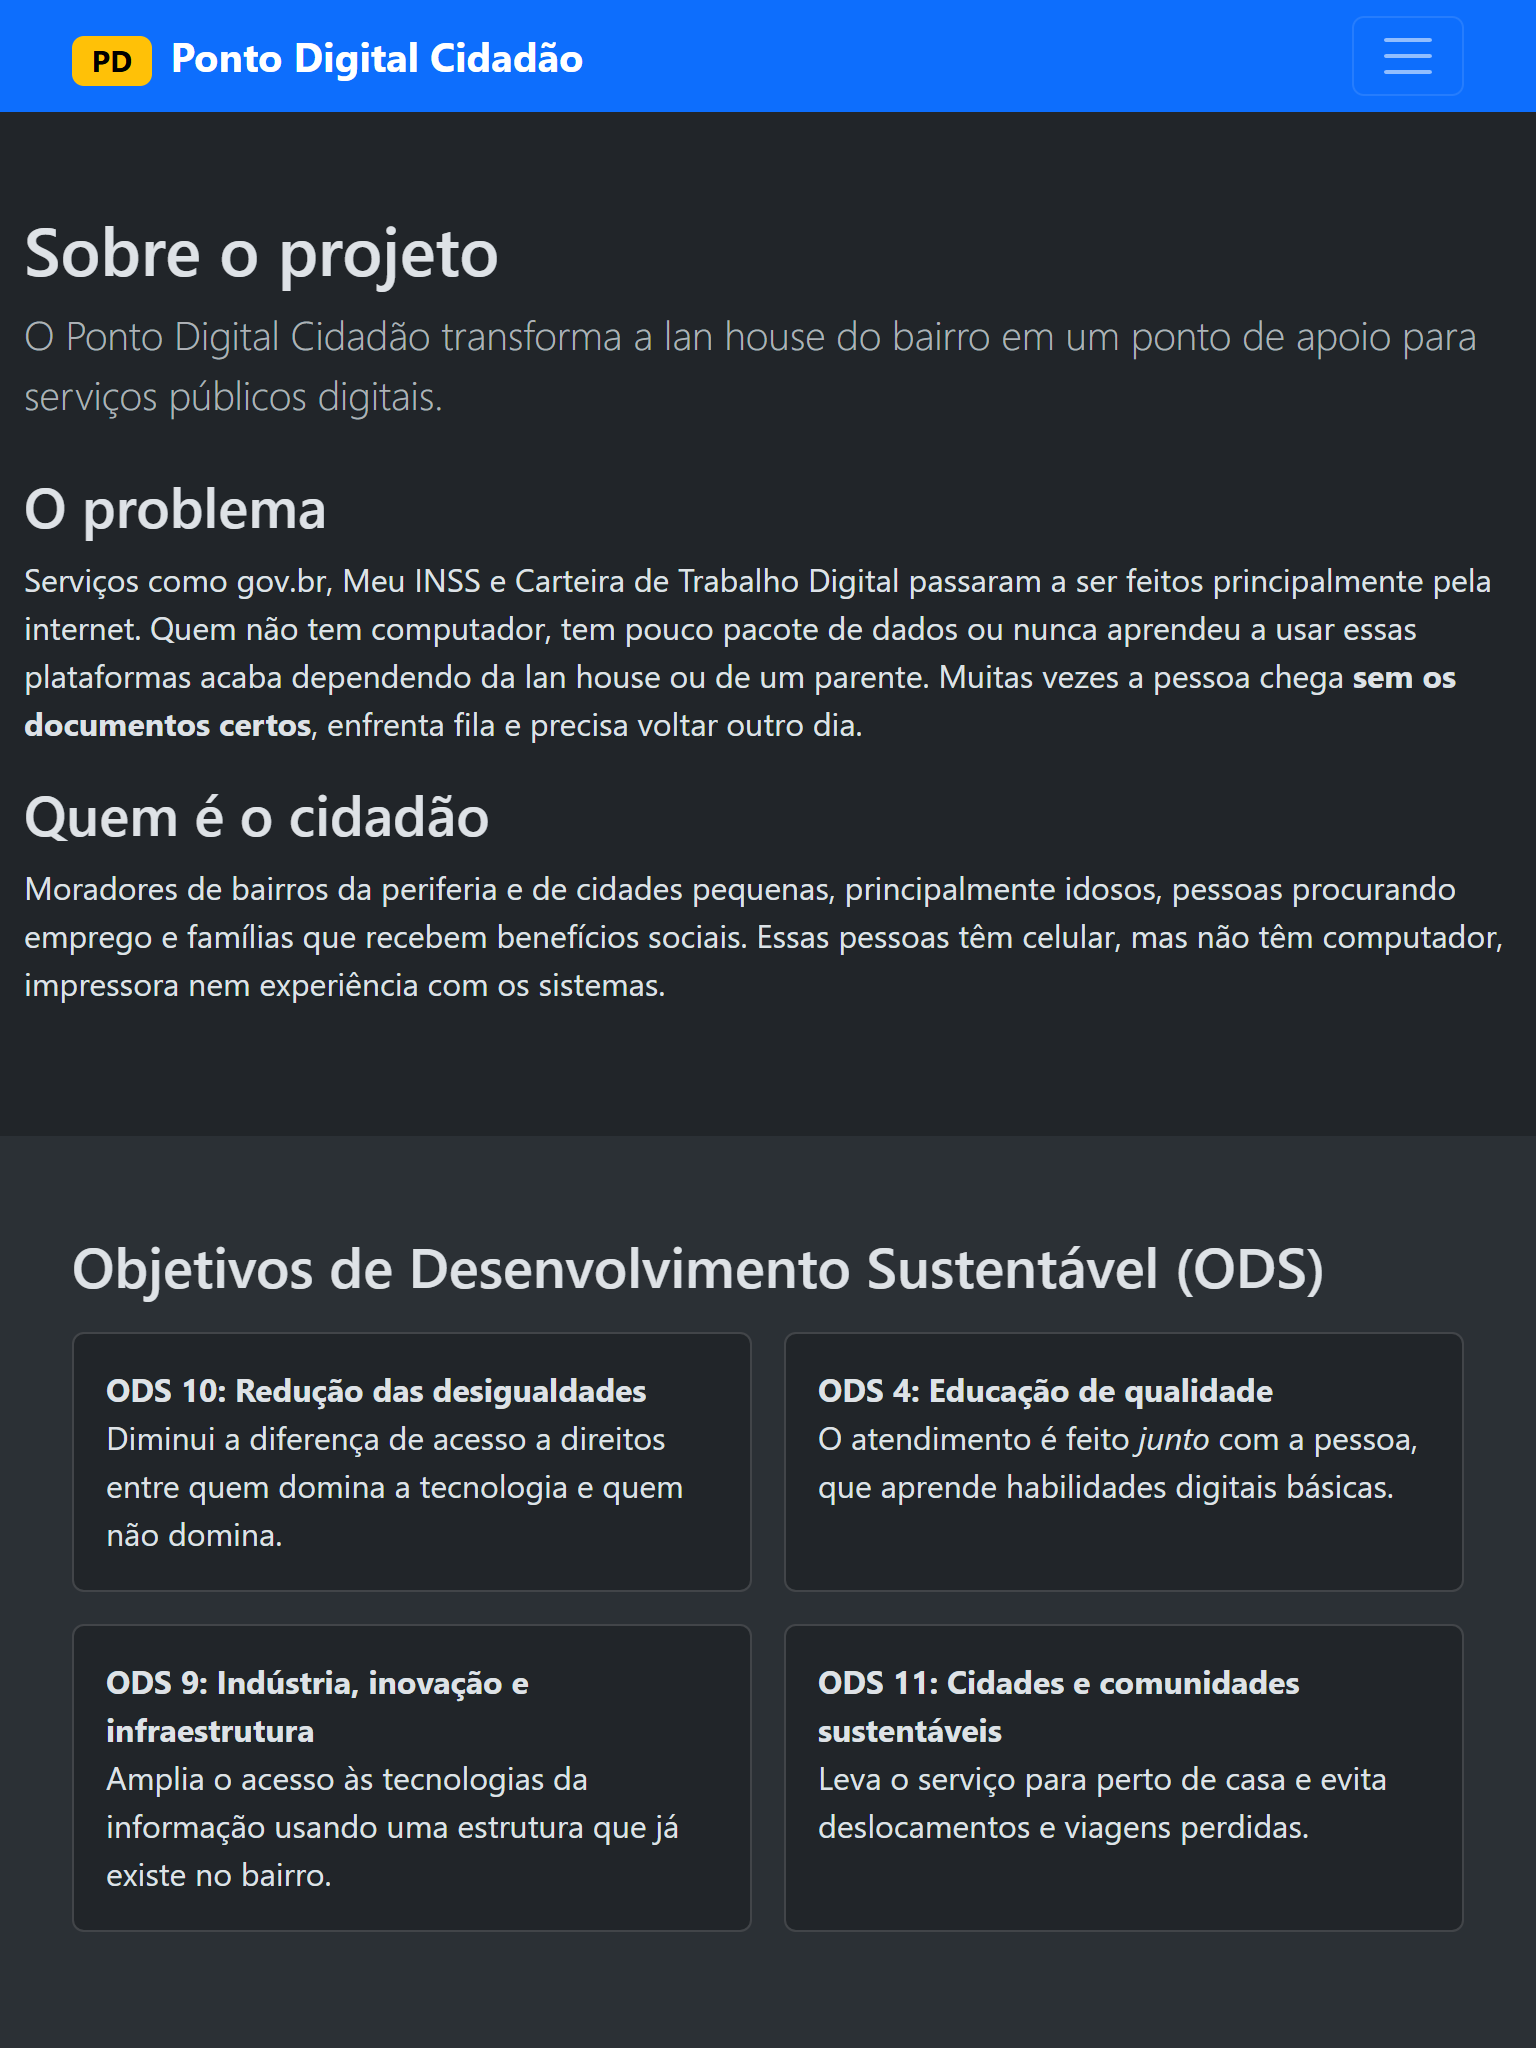 PD Ponto Digital Cidadão
Sobre o projeto
O Ponto Digital Cidadão transforma a lan house do bairro em um ponto de apoio para
serviços públicos digitais.
O problema
Serviços como gov.br, Meu INSS e Carteira de Trabalho Digital passaram a ser feitos principalmente pela
internet. Quem não tem computador, tem pouco pacote de dados ou nunca aprendeu a usar essas
plataformas acaba dependendo da lan house ou de um parente. Muitas vezes a pessoa chega sem os
documentos certos, enfrenta fila e precisa voltar outro dia.
Quem é o cidadão
Moradores de bairros da periferia e de cidades pequenas, principalmente idosos, pessoas procurando
emprego e famílias que recebem benefícios sociais. Essas pessoas têm celular, mas não têm computador,
impressora nem experiência com os sistemas.
Objetivos de Desenvolvimento Sustentável (ODS)
ODS 10: Redução das desigualdades
Diminui a diferença de acesso a direitos
entre quem domina a tecnologia e quem
não domina.
ODS 4: Educação de qualidade
O atendimento é feito junto com a pessoa,
que aprende habilidades digitais básicas.
ODS 9: Indústria, inovação e
infraestrutura
Amplia o acesso às tecnologias da
informação usando uma estrutura que já
existe no bairro.
ODS 11: Cidades e comunidades
sustentáveis
Leva o serviço para perto de casa e evita
deslocamentos e viagens perdidas.